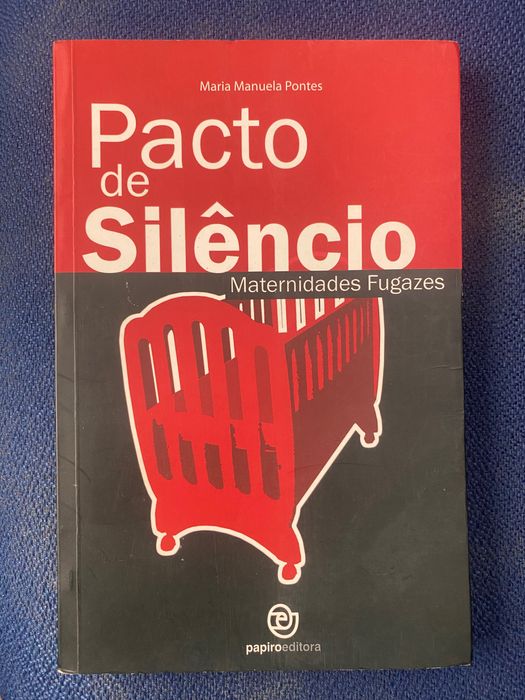 Maria Manuela Pontes
Pacto
de
Silêncio
Maternidades Fugazes
papiroeditora